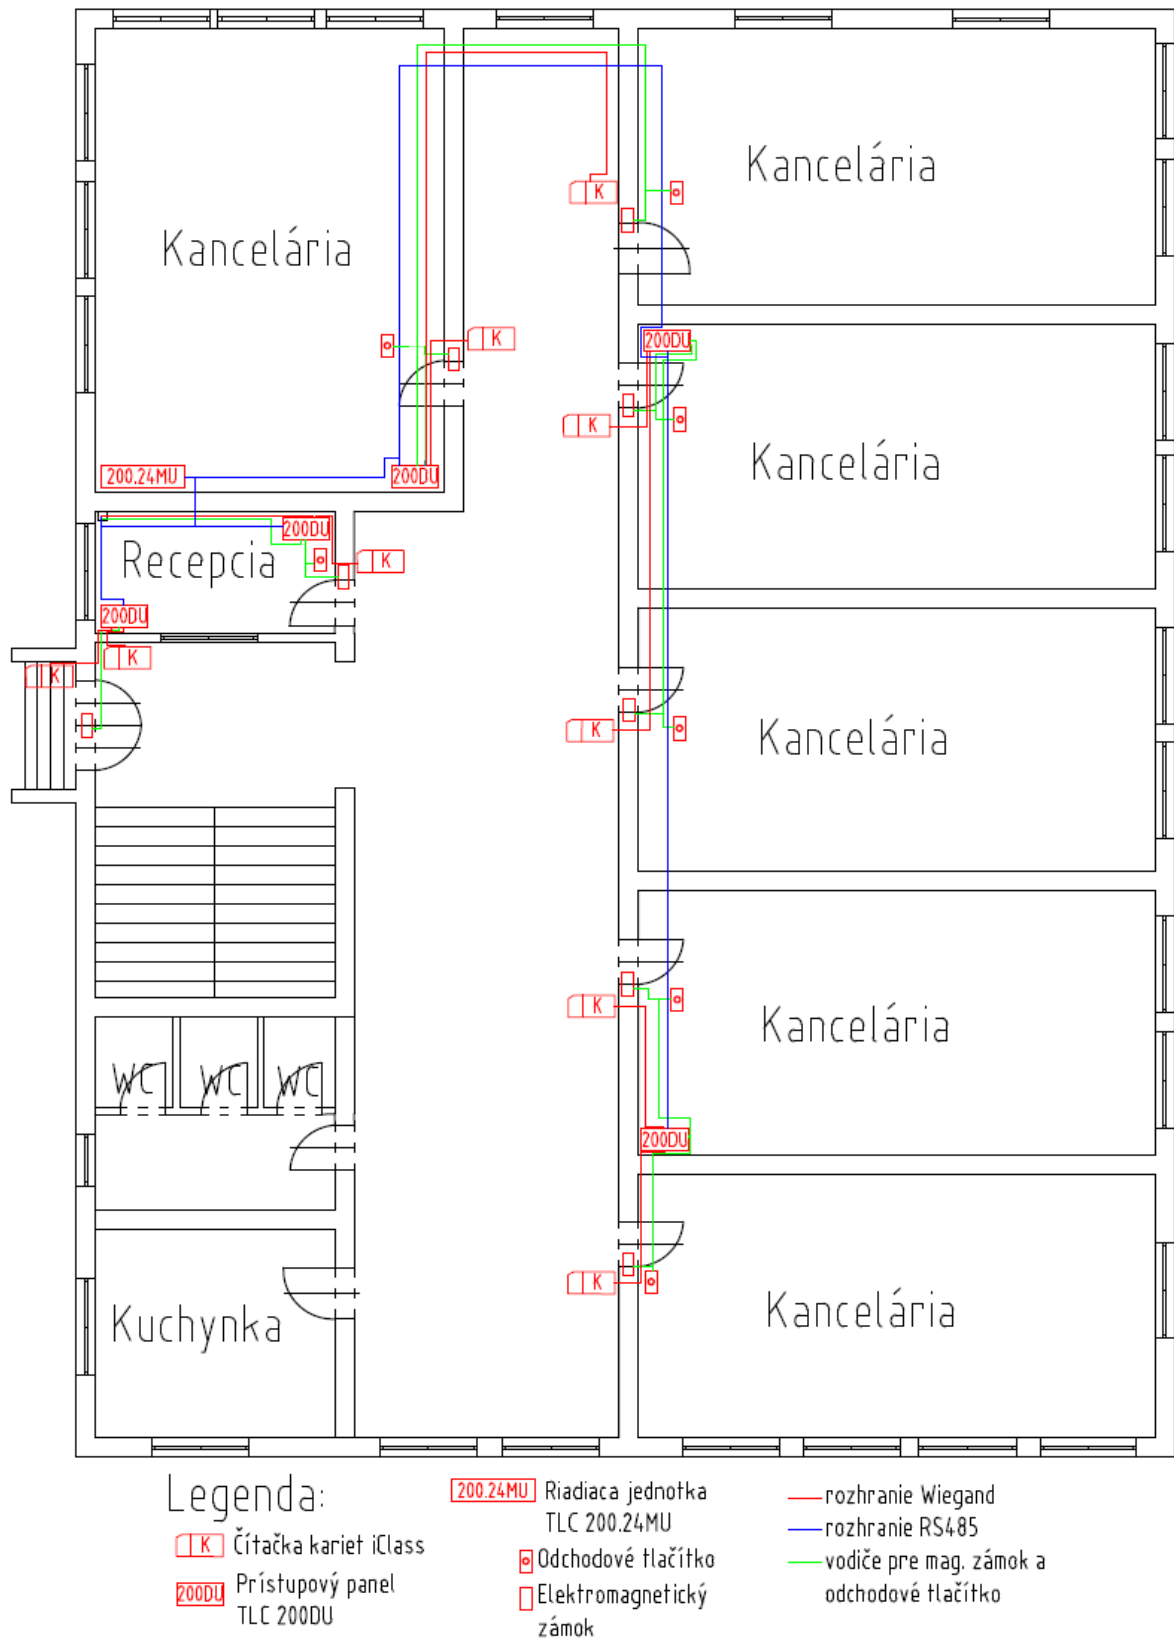 Kancelária
K
Kancelária
K
200DU
K
Kancelária
200.24MU
200DU
200DU
Recepcia
K
200DU
K
K
K
Kancelária
K
Kancelária
WC
WC
WC
200DU
K
Kancelária
Kuchynka
Legenda:
K
Čítačka kariet iClass
200DU
Prístupový panel
TLC 200DU
200.24MU
Riadiaca jednotka
TLC 200.24MU
Odchodové tlačítko
Elektromagnetický
zámok
rozhranie Wiegand
rozhranie RS485
vodiče pre mag. zámok a
odchodové tlačítko